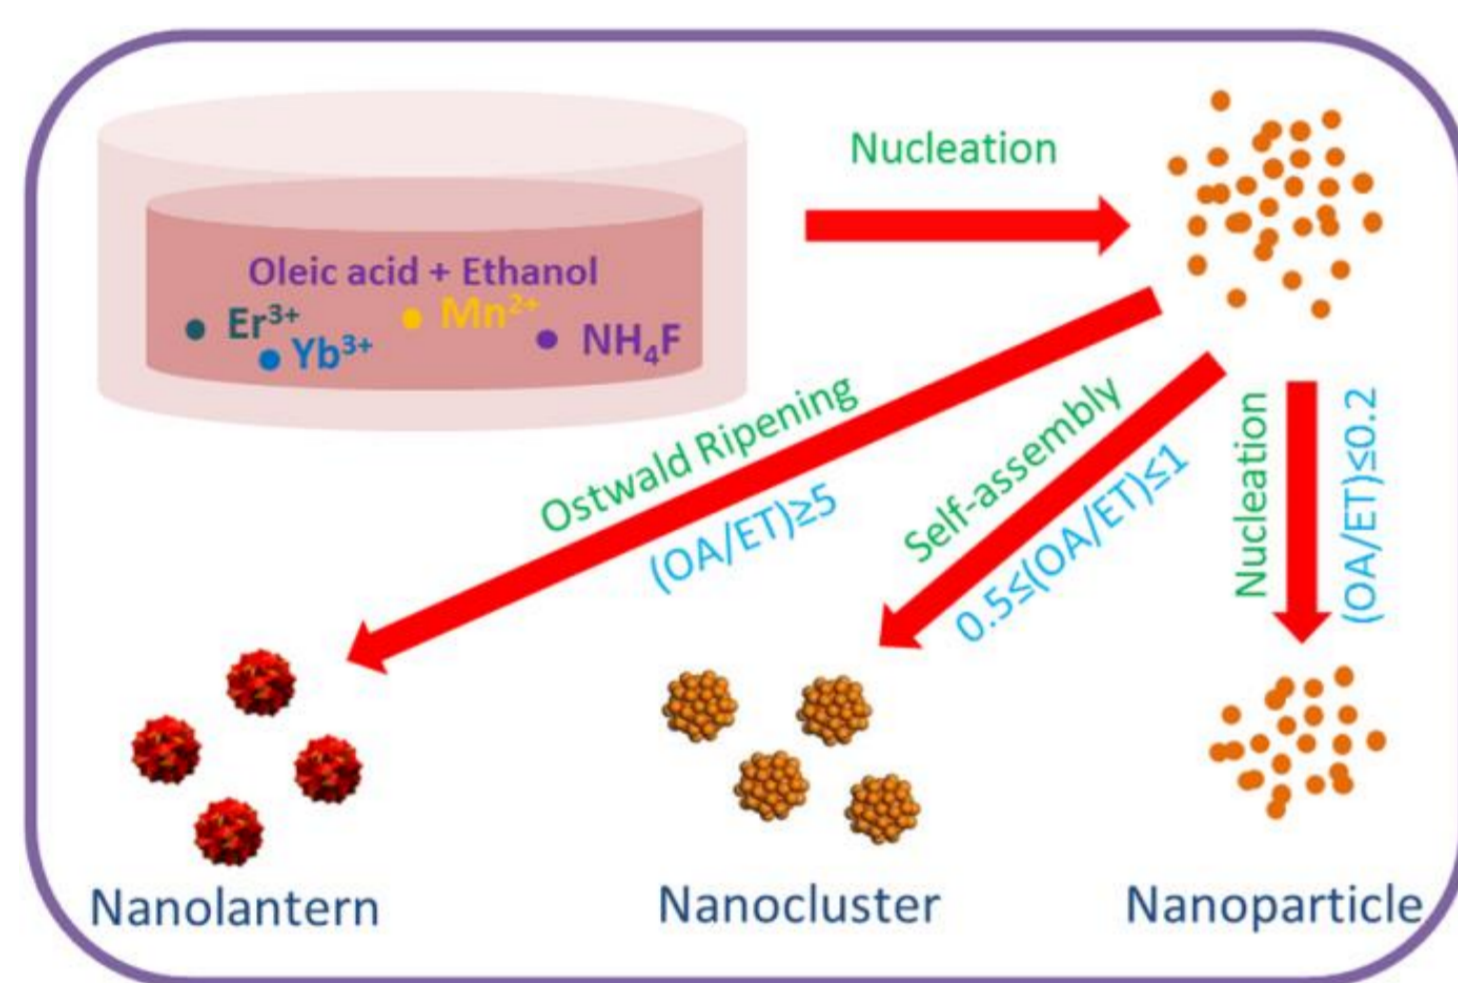 Nucleation
Oleic acid + Ethanol
Er³⁺
Mn²⁺
Yb³⁺
NH₄F
Ostwald Ripening
(OA/ET)≥5
Self-assembly
0.5≤(OA/ET)≤1
Nucleation
(OA/ET)≤0.2
Nanolantern
Nanocluster
Nanoparticle